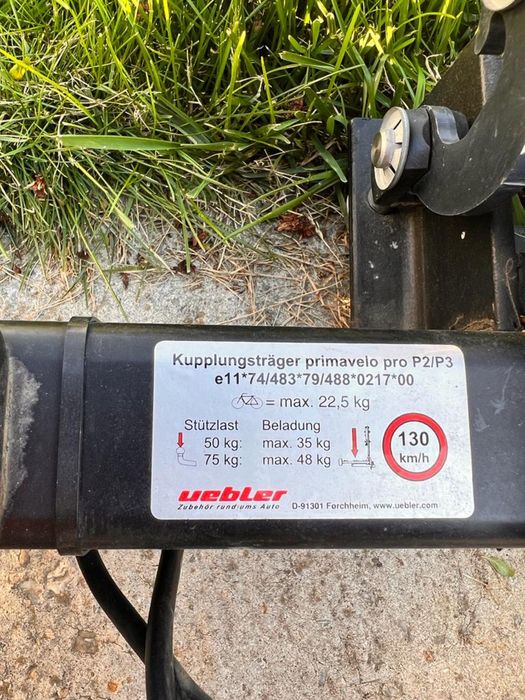 Kupplungsträger primavelo pro P2/P3
e11*74/483*79/488*0217*00
= max. 22,5 kg
Stützlast Beladung
50 kg: max. 35 kg
75 kg: max. 48 kg
130
km/h
uebler
Zubehör rund ums Auto
D-91301 Forchheim, www.uebler.com